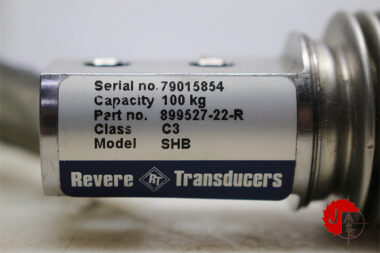 Serial no. 79015854
Capacity 100 kg
Part no. 899527-22-R
Class C3
Model SHB
Revere RT Transducers